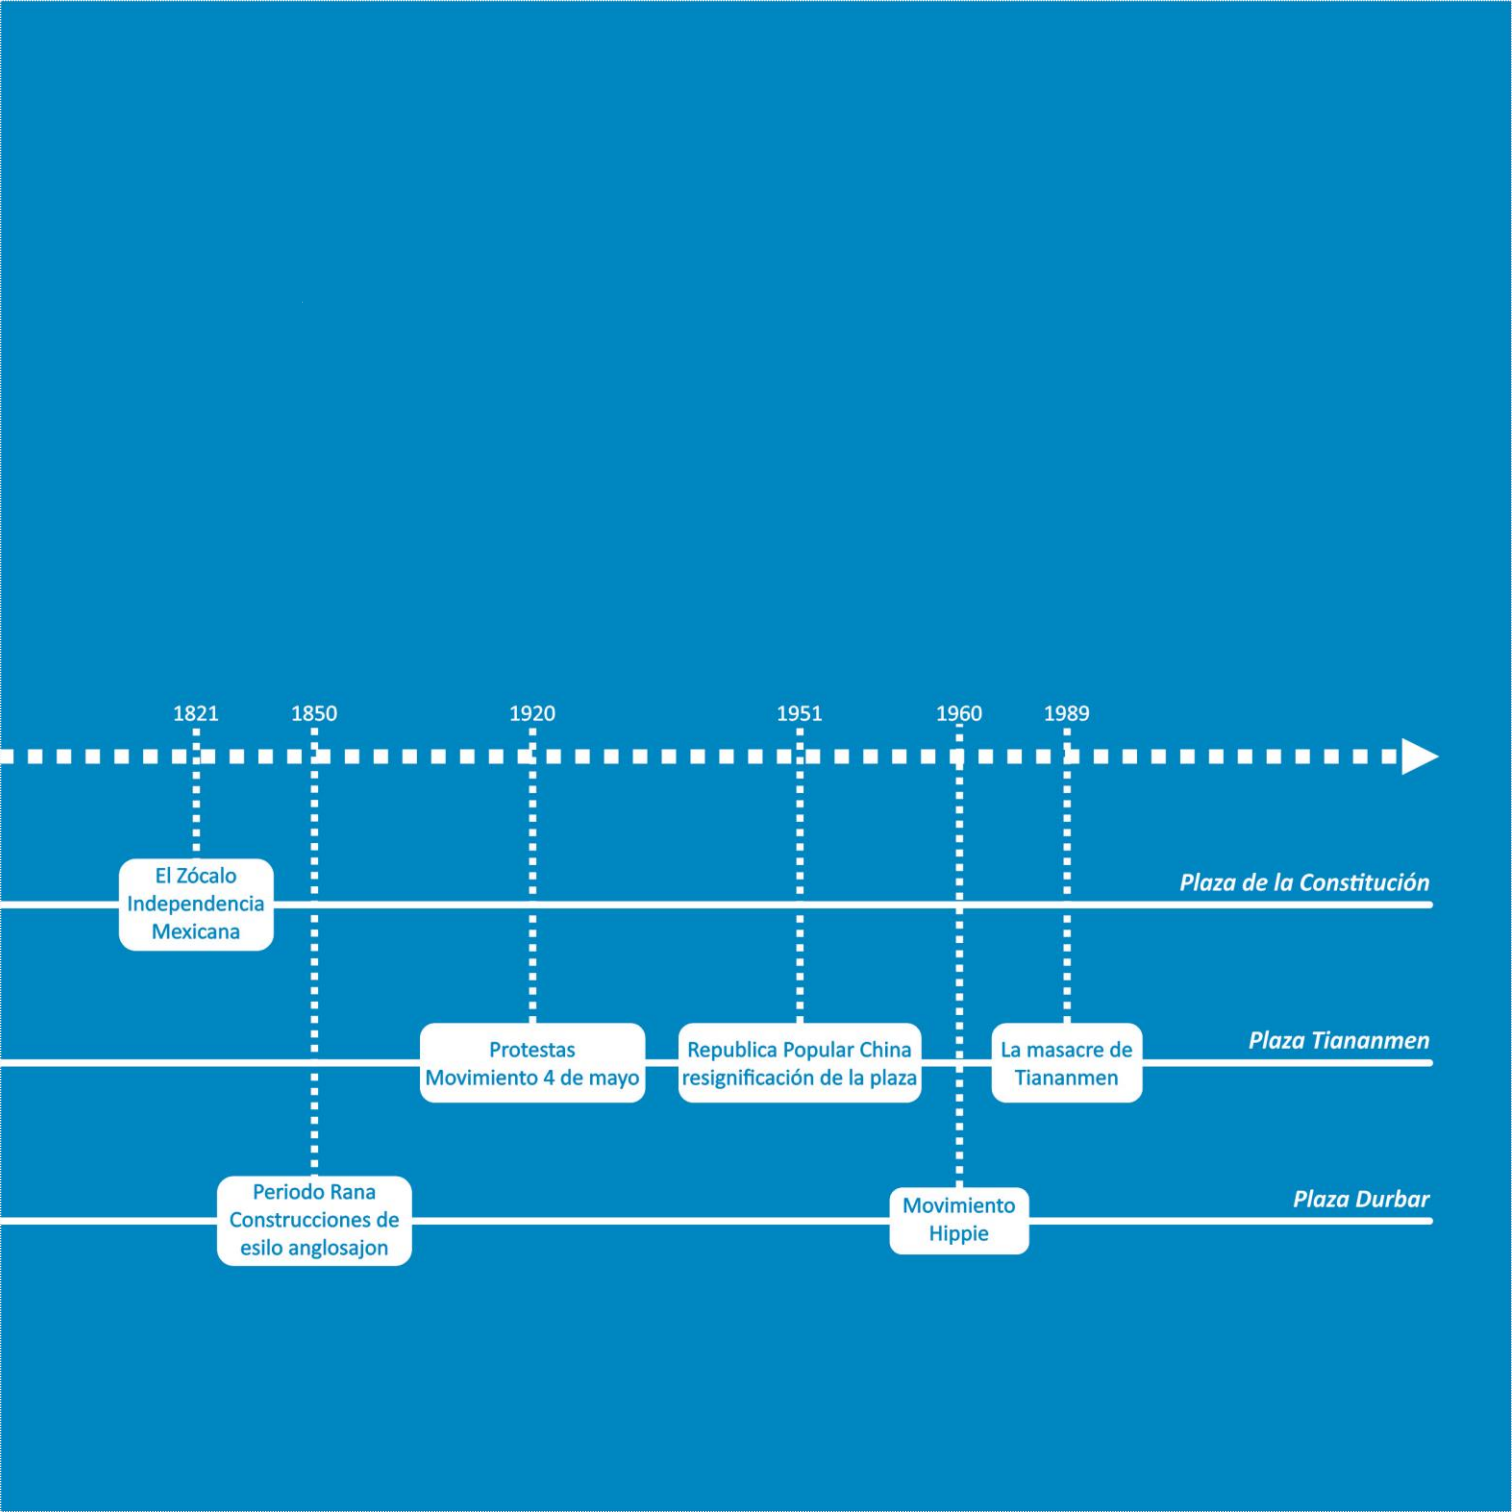 1821
1850
1920
1951
1960
1989
El Zócalo
Independencia
Mexicana
Plaza de la Constitución
Protestas
Movimiento 4 de mayo
Republica Popular China
resignificación de la plaza
La masacre de
Tiananmen
Plaza Tiananmen
Periodo Rana
Construcciones de
esilo anglosajon
Movimiento
Hippie
Plaza Durbar